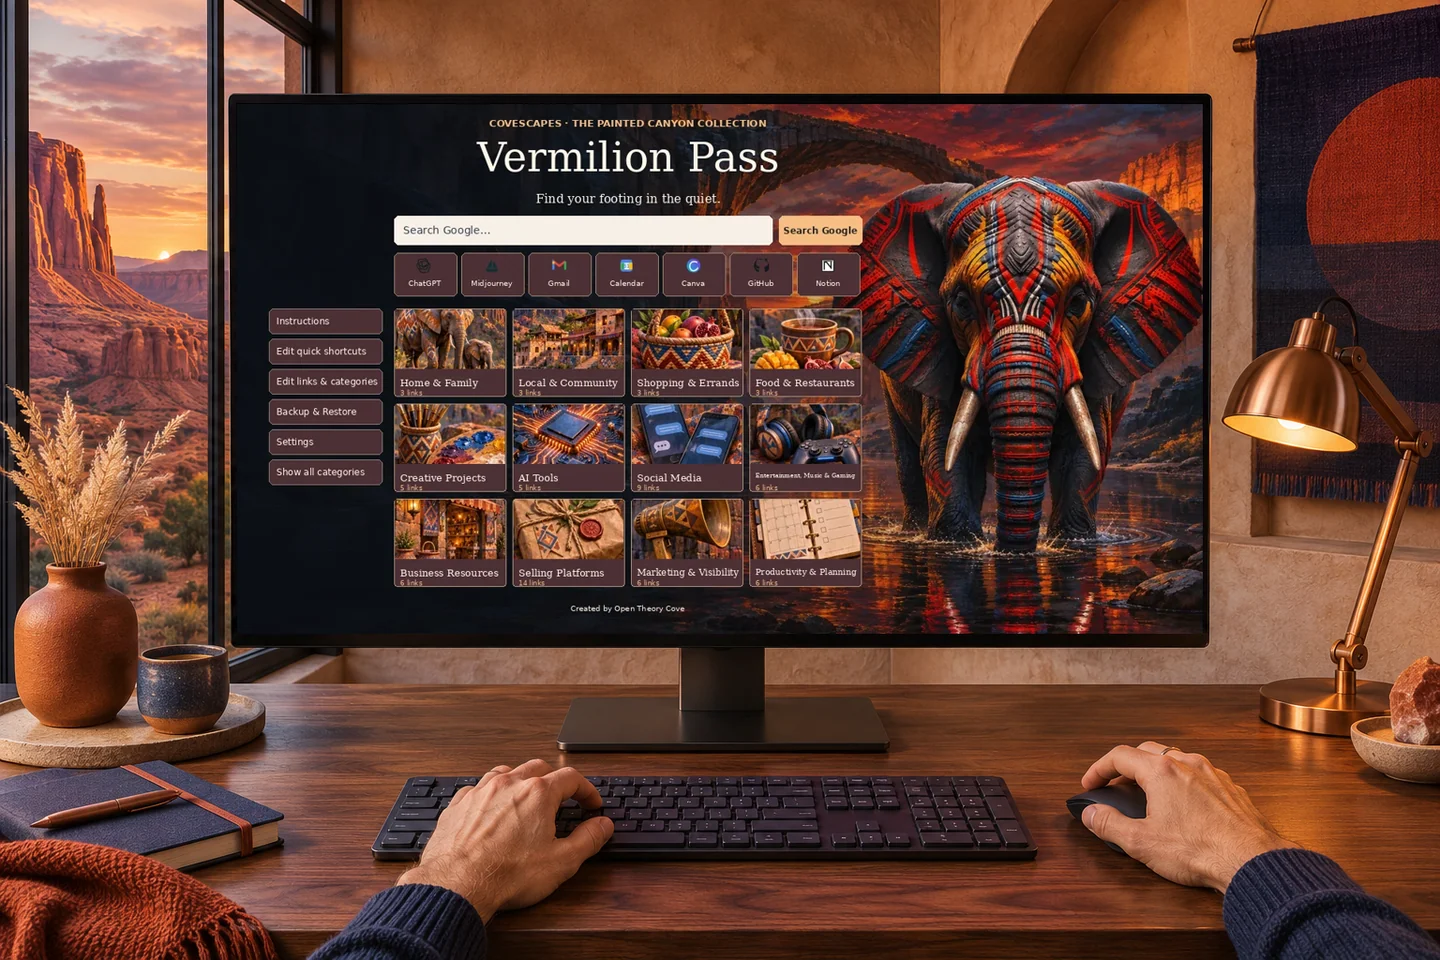 COVESCAPES · THE PAINTED CANYON COLLECTION
Vermilion Pass
Find your footing in the quiet.
Search Google...
Search Google
ChatGPT
Midjourney
Gmail
Calendar
Canva
GitHub
Notion
Instructions
Edit quick shortcuts
Edit links & categories
Backup & Restore
Settings
Show all categories
Home & Family
3 links
Local & Community
3 links
Shopping & Errands
3 links
Food & Restaurants
3 links
Creative Projects
5 links
AI Tools
5 links
Social Media
9 links
Entertainment, Music & Gaming
6 links
Business Resources
6 links
Selling Platforms
14 links
Marketing & Visibility
6 links
Productivity & Planning
6 links
Created by Open Theory Cove